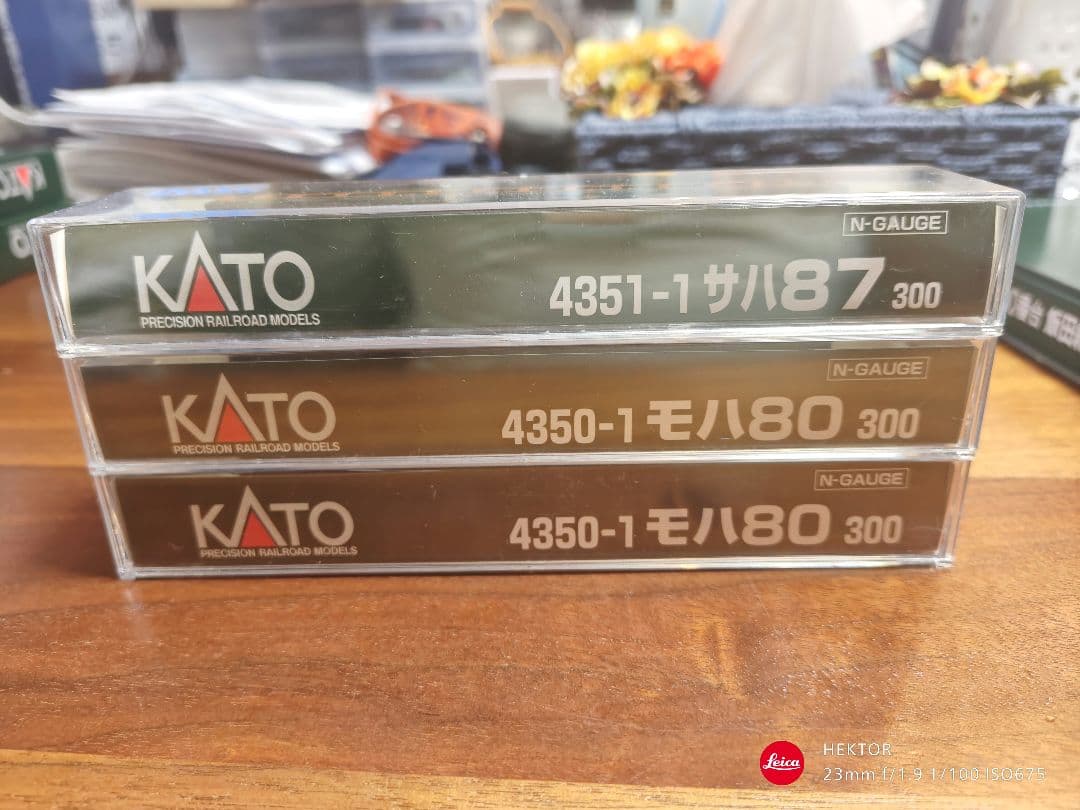 N-GAUGE
KATO
4351-1 サハ87 300
PRECISION RAILROAD MODELS
N-GAUGE
KATO
4350-1 モハ80 300
PRECISION RAILROAD MODELS
N-GAUGE
KATO
4350-1 モハ80 300
PRECISION RAILROAD MODELS
Leica
HEKTOR
23mm f/1.9 1/100 ISO675